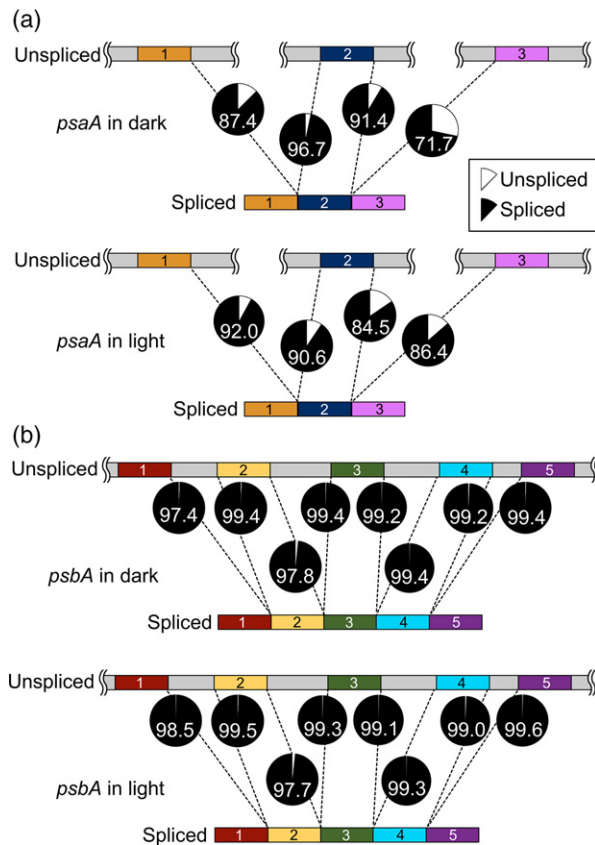 (a)
Unspliced 1 2 3
psaA in dark
87.4 96.7 91.4 71.7
Unspliced
Spliced
Spliced 1 2 3
Unspliced 1 2 3
psaA in light
92.0 90.6 84.5 86.4
Spliced 1 2 3
(b)
Unspliced 1 2 3 4 5
97.4 99.4 99.4 99.2 99.2 99.4
psbA in dark
97.8 99.4
Spliced 1 2 3 4 5
Unspliced 1 2 3 4 5
98.5 99.5 99.3 99.1 99.0 99.6
psbA in light
97.7 99.3
Spliced 1 2 3 4 5